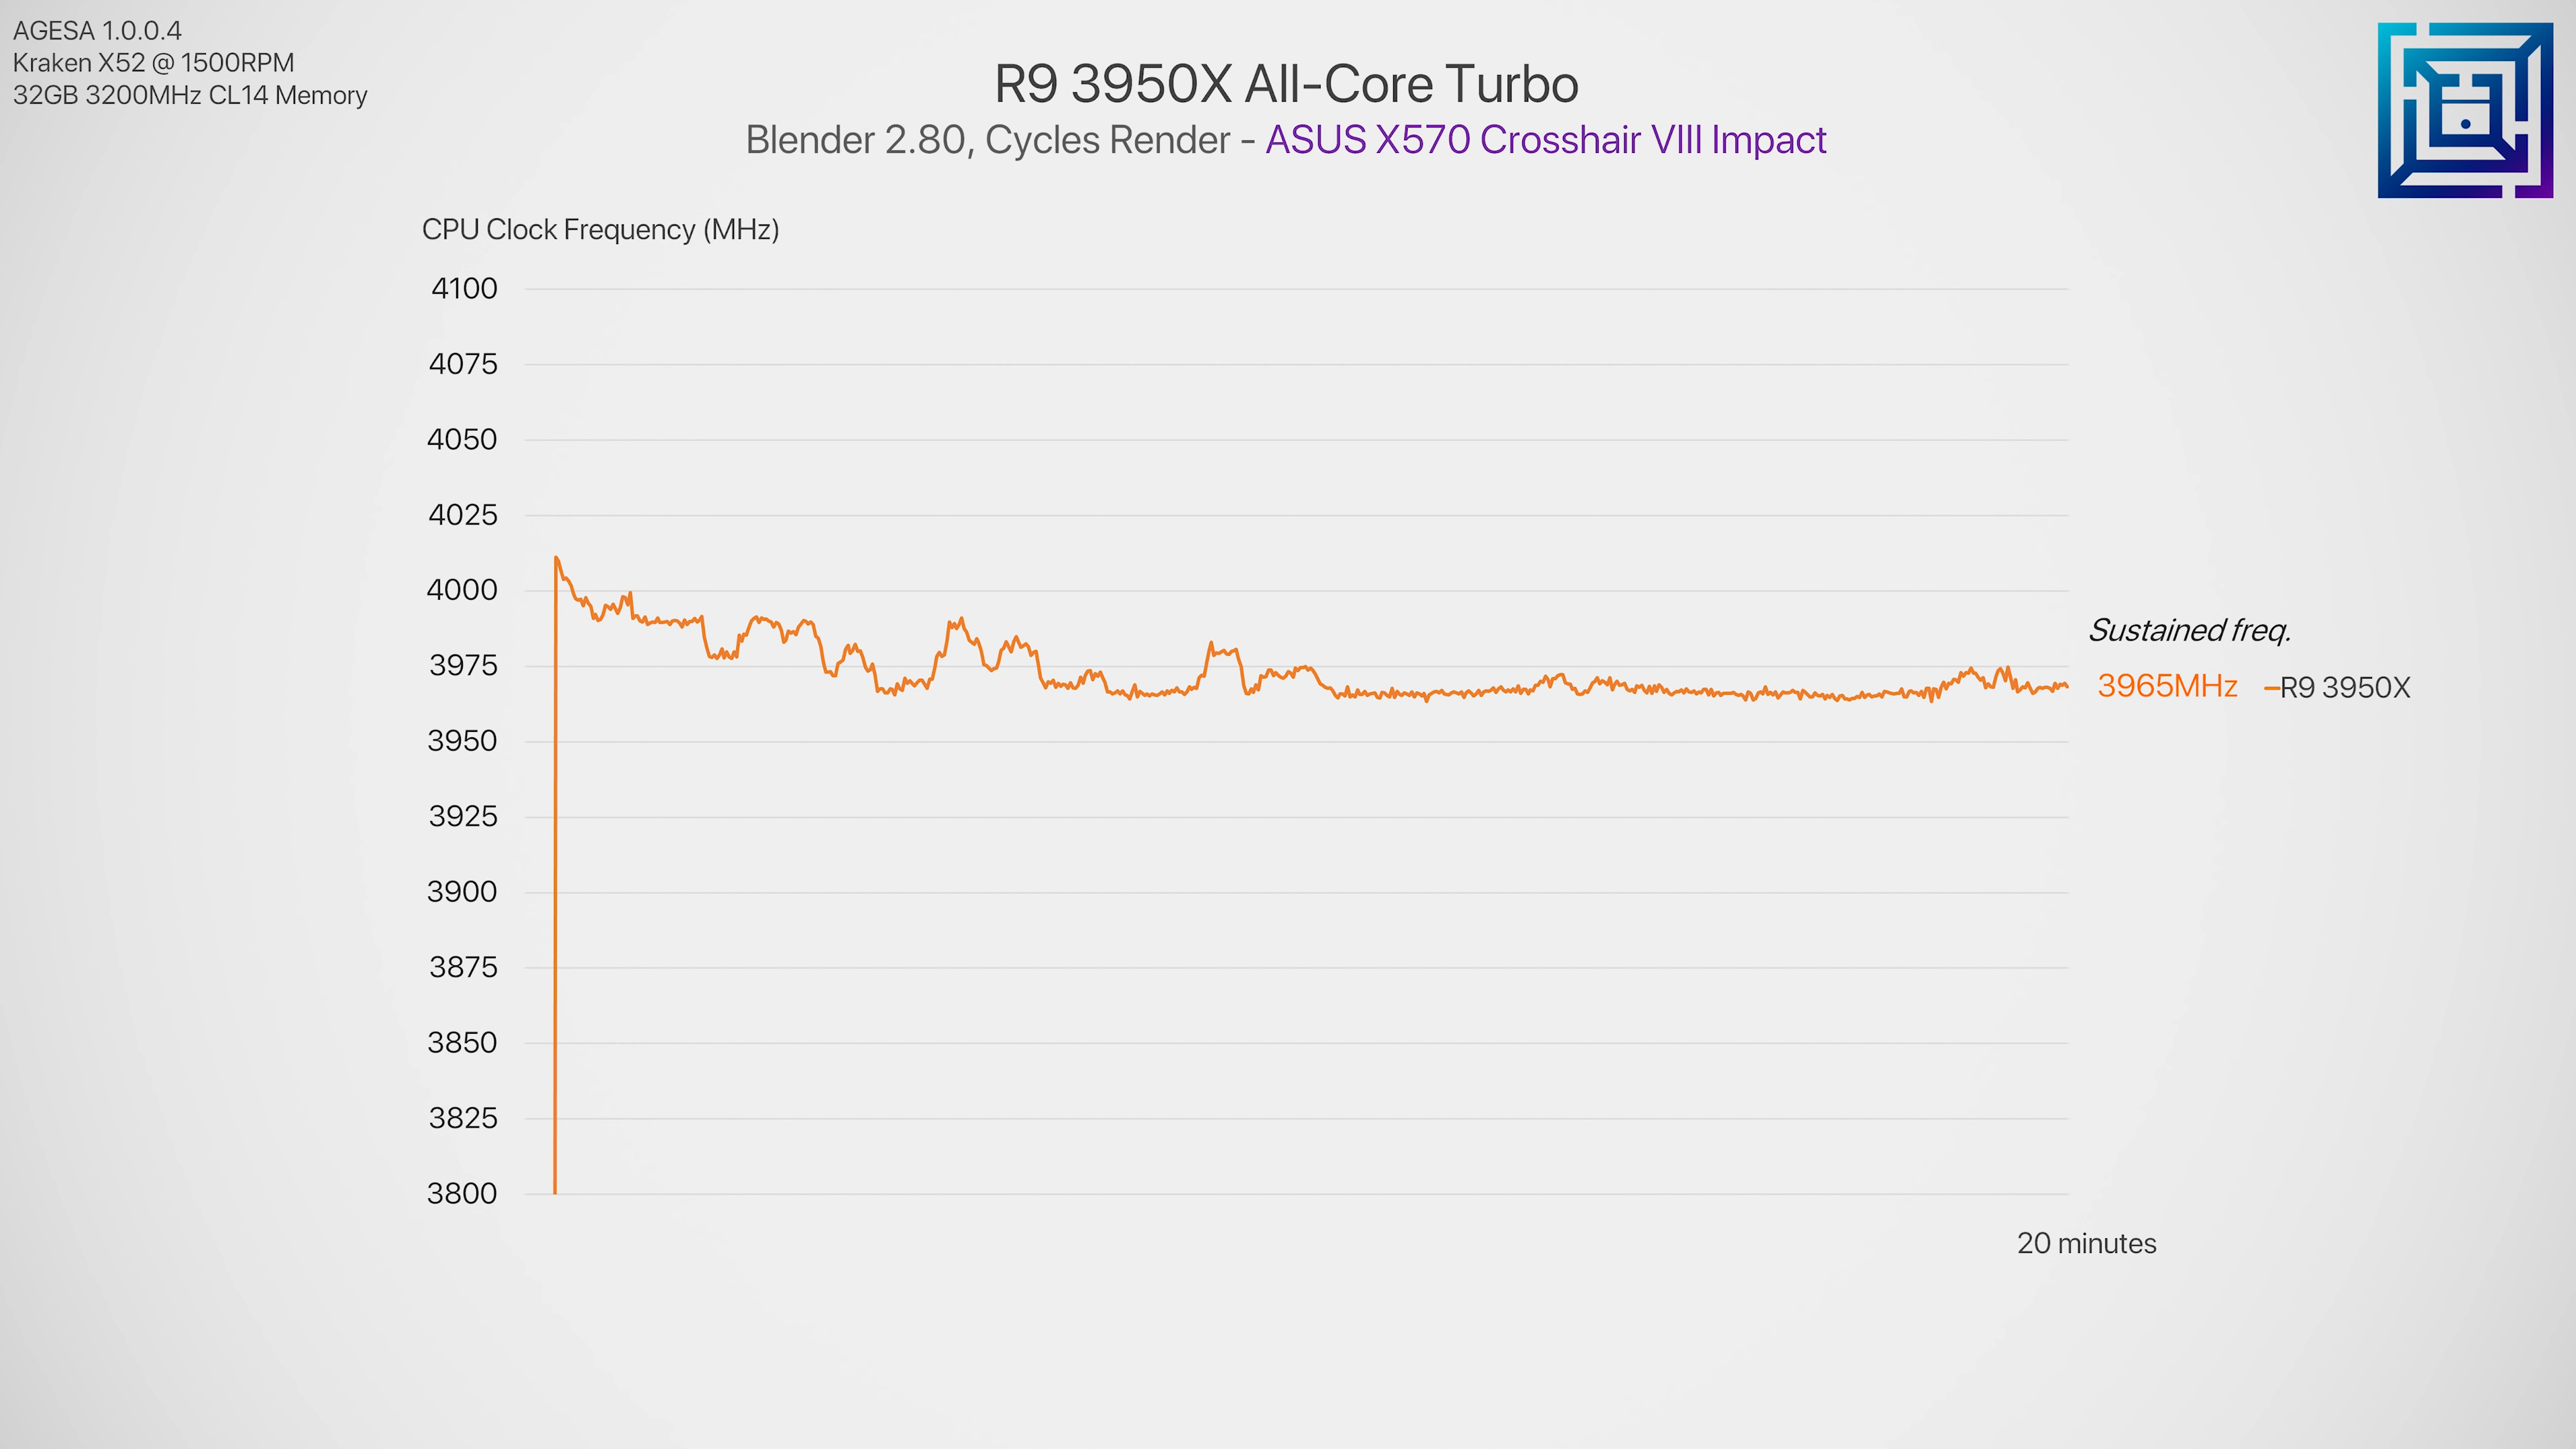 AGESA 1.0.0.4
Kraken X52 @ 1500RPM
32GB 3200MHz CL14 Memory
R9 3950X All-Core Turbo
Blender 2.80, Cycles Render - ASUS X570 Crosshair VIII Impact
CPU Clock Frequency (MHz)
4100
4075
4050
4025
4000
3975
3950
3925
3900
3875
3850
3825
3800
Sustained freq.
3965MHz R9 3950X
20 minutes